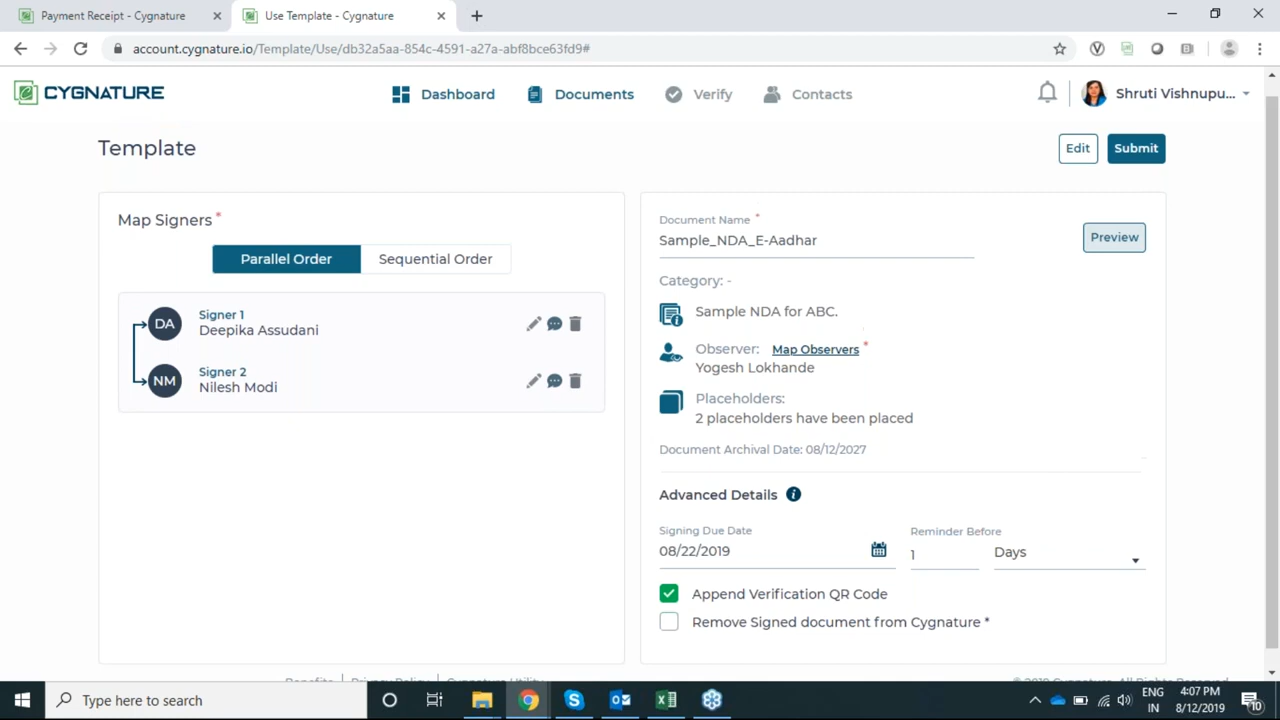 Payment Receipt - Cygnature
Use Template - Cygnature
account.cygnature.io/Template/Use/db32a5aa-854c-4591-a27a-abf8bce63fd9#
CYGNATURE
Dashboard
Documents
Verify
Contacts
Shruti Vishnupu...
Template
Edit
Submit
Map Signers *
Parallel Order
Sequential Order
DA
Signer 1
Deepika Assudani
NM
Signer 2
Nilesh Modi
Document Name *
Sample_NDA_E-Aadhar
Preview
Category: -
Sample NDA for ABC.
Observer: Map Observers *
Yogesh Lokhande
Placeholders:
2 placeholders have been placed
Document Archival Date: 08/12/2027
Advanced Details
Signing Due Date
08/22/2019
Reminder Before
1
Days
Append Verification QR Code
Remove Signed document from Cygnature *
Type here to search
ENG
IN
4:07 PM
8/12/2019
10